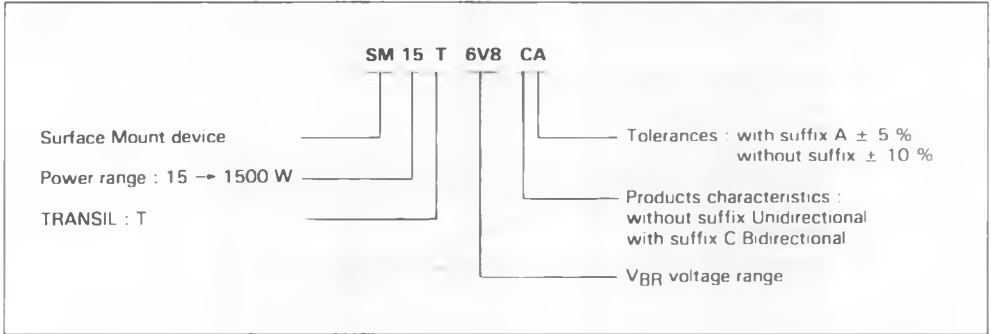 SM 15 T 6V8 CA
Surface Mount device
Power range : 15 → 1500 W
TRANSIL : T
Tolerances : with suffix A ± 5 %
without suffix ± 10 %
Products characteristics :
without suffix Unidirectional
with suffix C Bidirectional
VBR voltage range